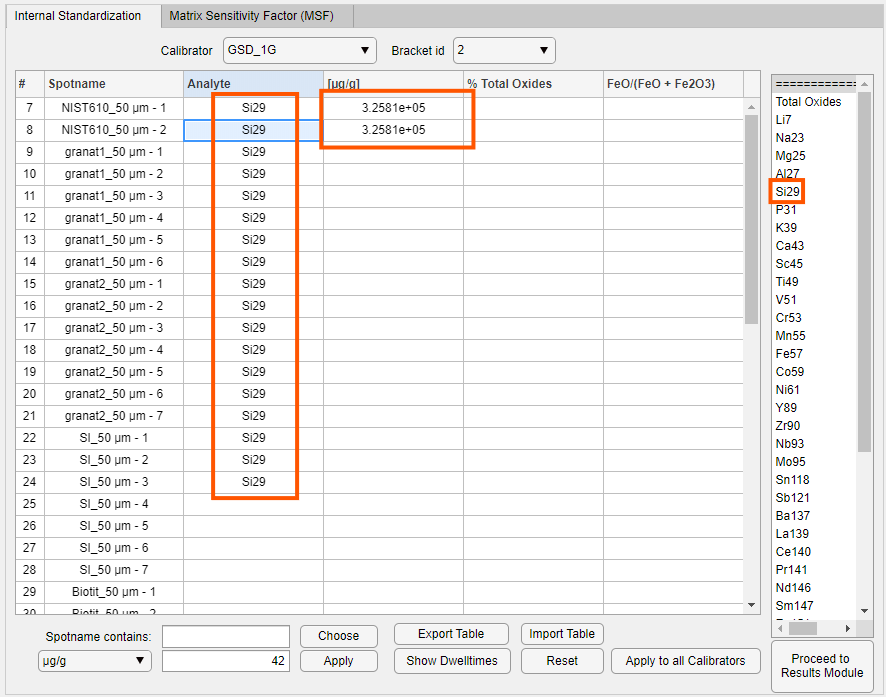 Internal Standardization Matrix Sensitivity Factor (MSF)
Calibrator GSD_1G Bracket id 2
# Spotname Analyte [µg/g] % Total Oxides FeO/(FeO + Fe2O3)
7 NIST610_50 µm - 1 Si29 3.2581e+05
8 NIST610_50 µm - 2 Si29 3.2581e+05
9 granat1_50 µm - 1 Si29
10 granat1_50 µm - 2 Si29
11 granat1_50 µm - 3 Si29
12 granat1_50 µm - 4 Si29
13 granat1_50 µm - 5 Si29
14 granat1_50 µm - 6 Si29
15 granat2_50 µm - 1 Si29
16 granat2_50 µm - 2 Si29
17 granat2_50 µm - 3 Si29
18 granat2_50 µm - 4 Si29
19 granat2_50 µm - 5 Si29
20 granat2_50 µm - 6 Si29
21 granat2_50 µm - 7 Si29
22 SI_50 µm - 1 Si29
23 SI_50 µm - 2 Si29
24 SI_50 µm - 3 Si29
25 SI_50 µm - 4
26 SI_50 µm - 5
27 SI_50 µm - 6
28 SI_50 µm - 7
29 Biotit_50 µm - 1
30 Biotit_50 µm - 2
============
Total Oxides
Li7
Na23
Mg25
Al27
Si29
P31
K39
Ca43
Sc45
Ti49
V51
Cr53
Mn55
Fe57
Co59
Ni61
Y89
Zr90
Nb93
Mo95
Sn118
Sb121
Ba137
La139
Ce140
Pr141
Nd146
Sm147
Spotname contains: Choose Export Table Import Table
µg/g 42 Apply Show Dwelltimes Reset Apply to all Calibrators
Proceed to
Results Module